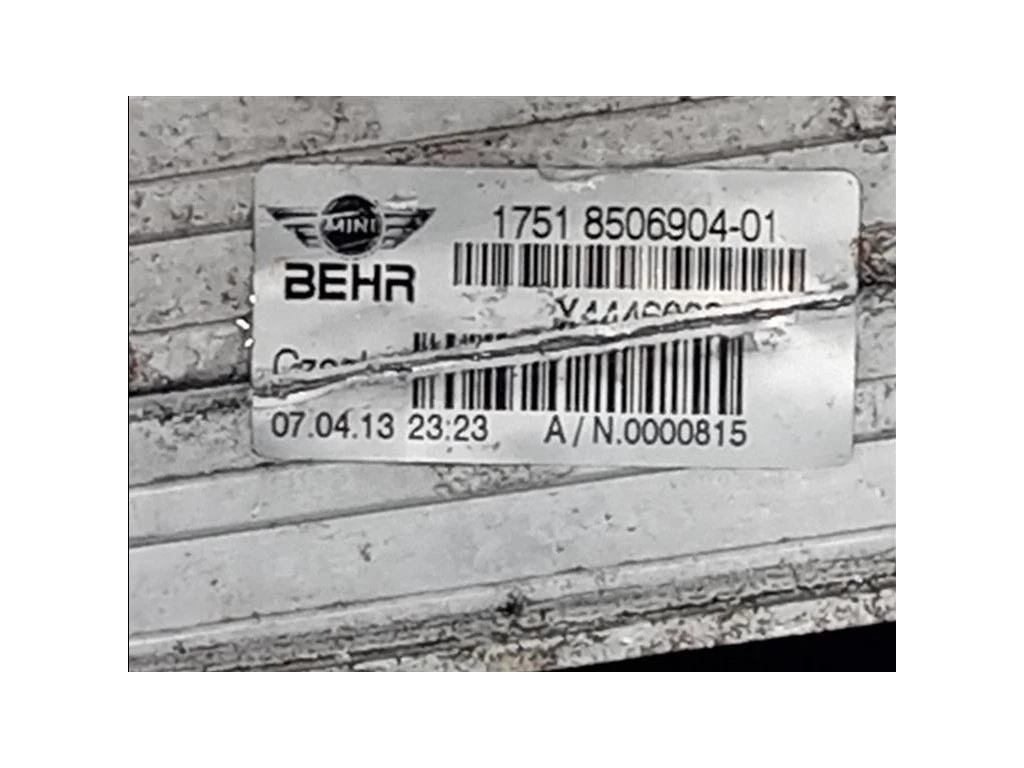 MINI
1751 8506904-01
BEHR
07.04.13 23:23 A/N.0000815